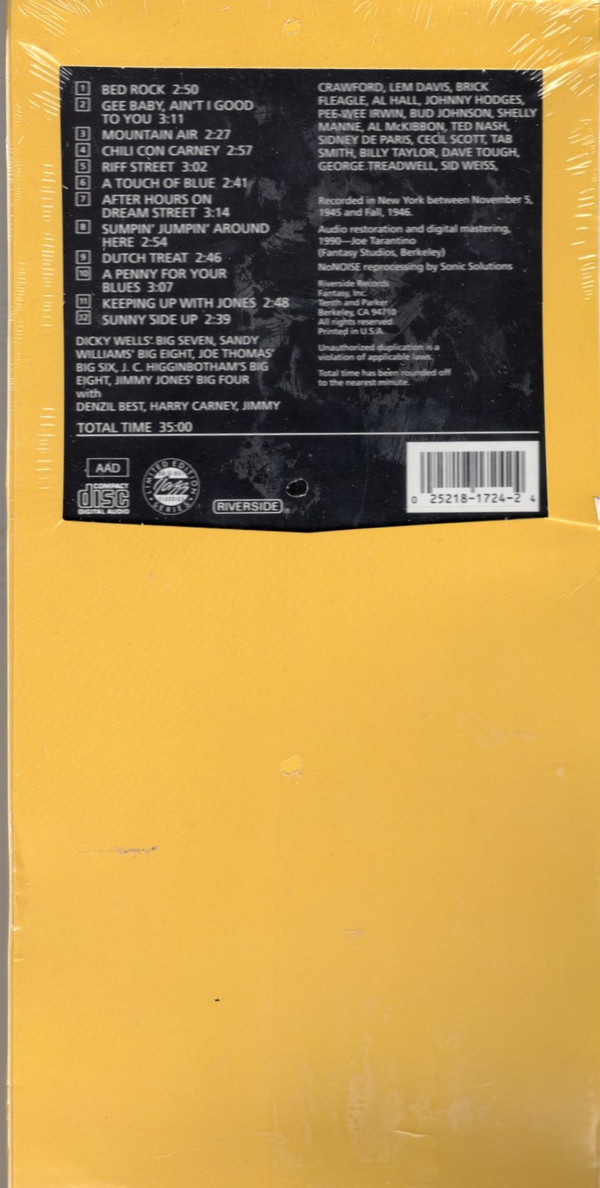 1 BED ROCK 2:50
2 GEE BABY, AIN'T I GOOD
TO YOU 3:11
3 MOUNTAIN AIR 2:27
4 CHILI CON CARNEY 2:57
5 RIFF STREET 3:02
6 A TOUCH OF BLUE 2:41
7 AFTER HOURS ON
DREAM STREET 3:14
8 SUMPIN' JUMPIN' AROUND
HERE 2:54
9 DUTCH TREAT 2:46
10 A PENNY FOR YOUR
BLUES 3:07
11 KEEPING UP WITH JONES 2:48
12 SUNNY SIDE UP 2:39
DICKY WELLS' BIG SEVEN, SANDY
WILLIAMS' BIG EIGHT, JOE THOMAS'
BIG SIX, J. C. HIGGINBOTHAM'S BIG
EIGHT, JIMMY JONES' BIG FOUR
with
DENZIL BEST, HARRY CARNEY, JIMMY
CRAWFORD, LEM DAVIS, BRICK
FLEAGLE, AL HALL, JOHNNY HODGES,
PEE-WEE IRWIN, BUD JOHNSON, SHELLY
MANNE, AL McKIBBON, TED NASH,
SIDNEY DE PARIS, CECIL SCOTT, TAB
SMITH, BILLY TAYLOR, DAVE TOUGH,
GEORGE TREADWELL, SID WEISS,
Recorded in New York between November 5,
1945 and Fall, 1946.
Audio restoration and digital mastering,
1990—Joe Tarantino
(Fantasy Studios, Berkeley)
NoNOISE reprocessing by Sonic Solutions
Riverside Records
Fantasy, Inc.
Tenth and Parker
Berkeley, CA 94710
All rights reserved.
Printed in U.S.A.
Unauthorized duplication is a
violation of applicable laws.
Total time has been rounded off
to the nearest minute.
TOTAL TIME 35:00
AAD
COMPACT
disc
DIGITAL AUDIO
LIMITED EDITION
ORIGINAL
Jazz
CLASSICS
SERIES
RIVERSIDE
0 25218-1724-2 4